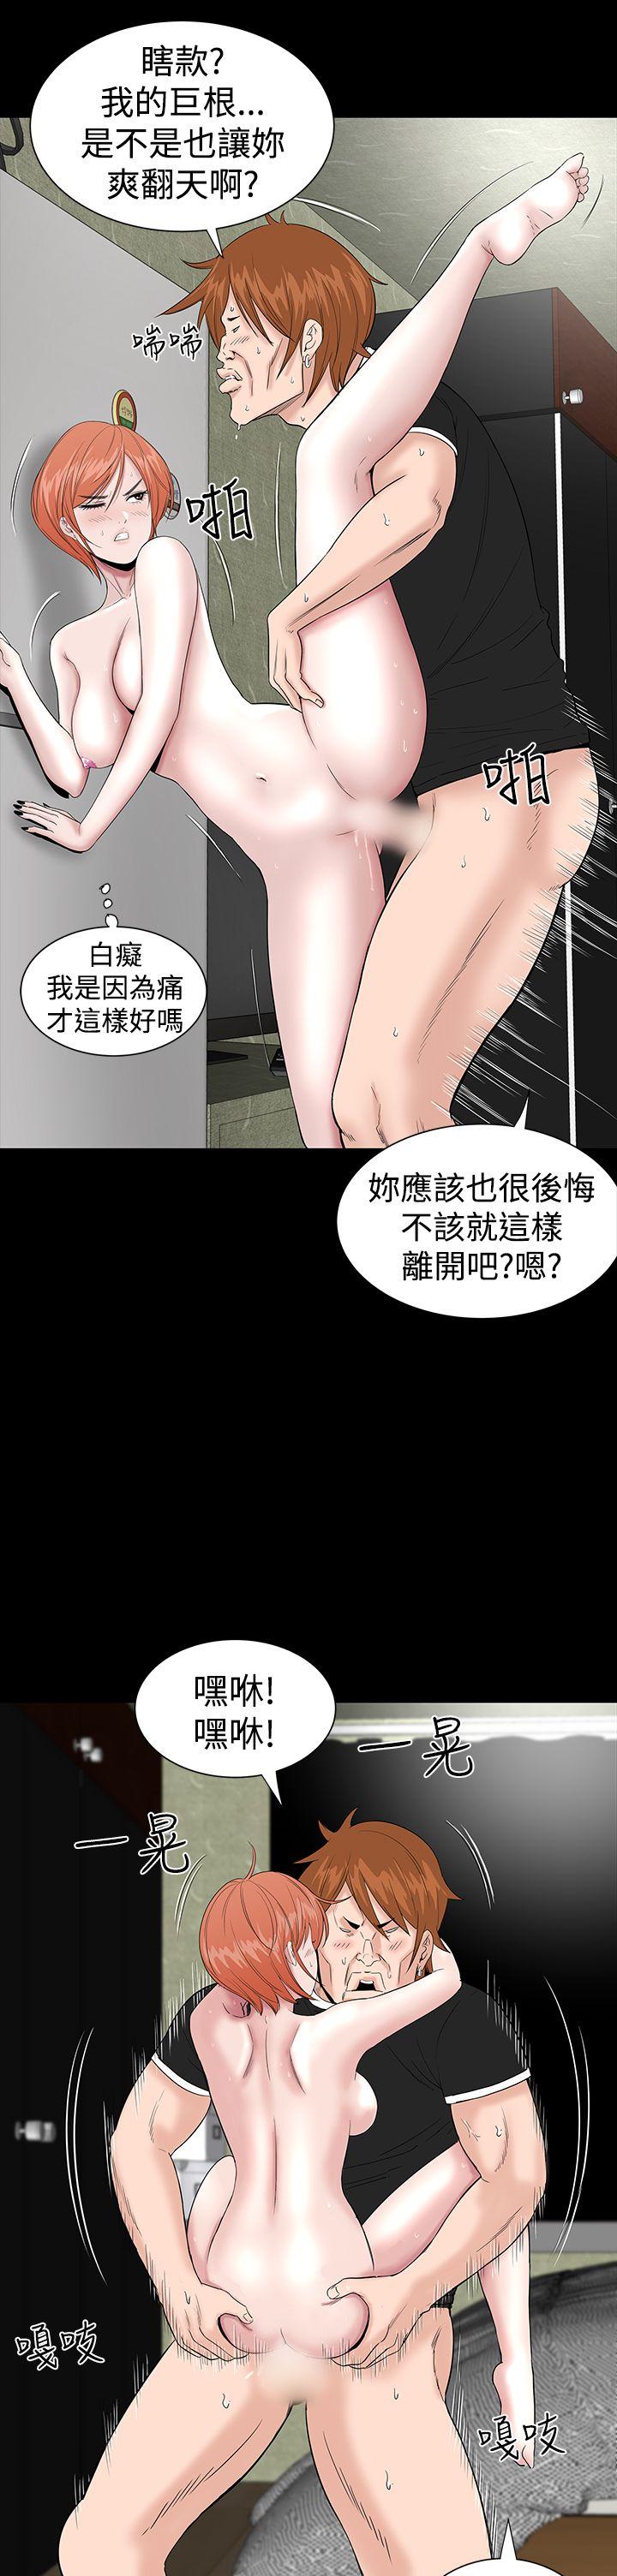 瞎款?
我的巨根...
是不是也讓妳
爽翻天啊?
喘喘
啪
啪
白癡
我是因為痛
才這樣好嗎
妳應該也很後悔
不該就這樣
離開吧?嗯?
嘿咻!
嘿咻!
一晃
一晃
嘎吱
嘎吱